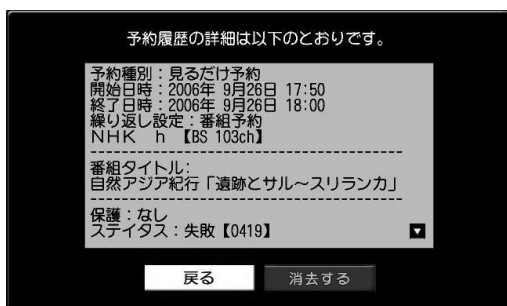 予約履歴の詳細は以下のとおりです。
予約種別：見るだけ予約
開始日時：2006年 9月26日 17:50
終了日時：2006年 9月26日 18:00
繰り返し設定：番組予約
ＮＨＫ　ｈ 【BS 103ch】
番組タイトル：
自然アジア紀行「遺跡とサル～スリランカ」
保護：なし
ステイタス：失敗【0419】
戻る
消去する